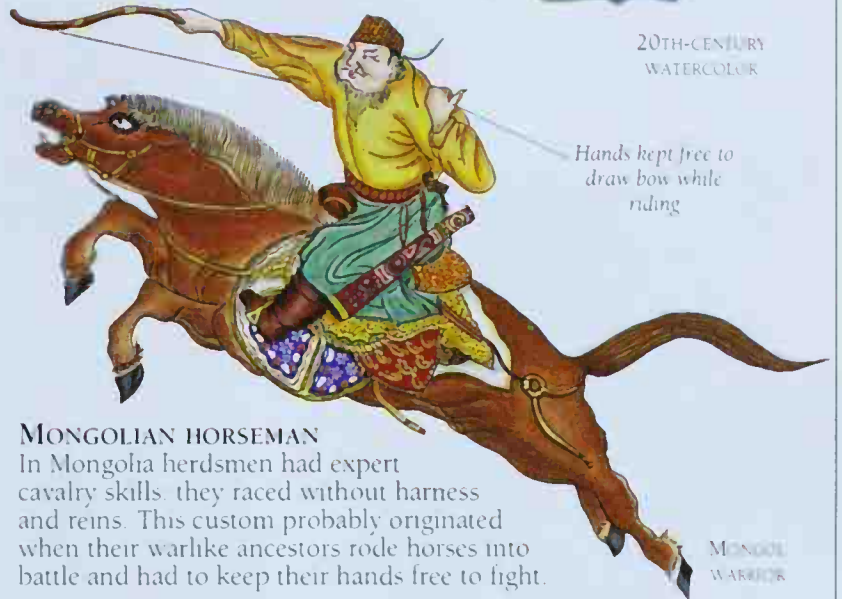 20TH-CENTURY
WATERCOLOR
Hands kept free to
draw bow while
riding
MONGOLIAN HORSEMAN
In Mongolia herdsmen had expert
cavalry skills. they raced without harness
and reins. This custom probably originated
when their warlike ancestors rode horses into
battle and had to keep their hands free to fight.
MONGOL
WARRIOR